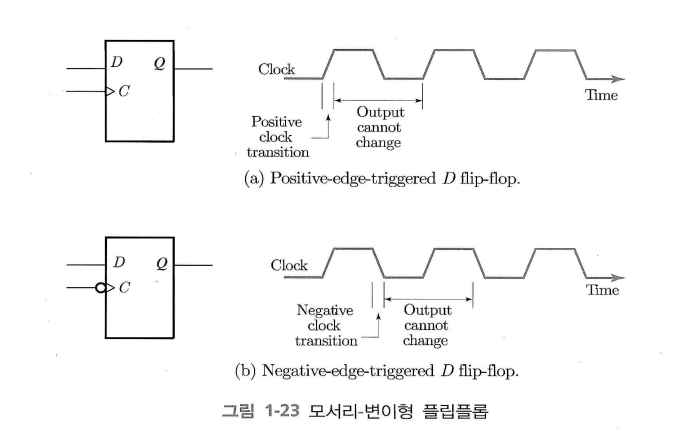 D Q
C
Clock
Time
Positive
clock
transition
Output
cannot
change
(a) Positive-edge-triggered D flip-flop.
D Q
C
Clock
Time
Negative
clock
transition
Output
cannot
change
(b) Negative-edge-triggered D flip-flop.
그림 1-23 모서리-변이형 플립플롭